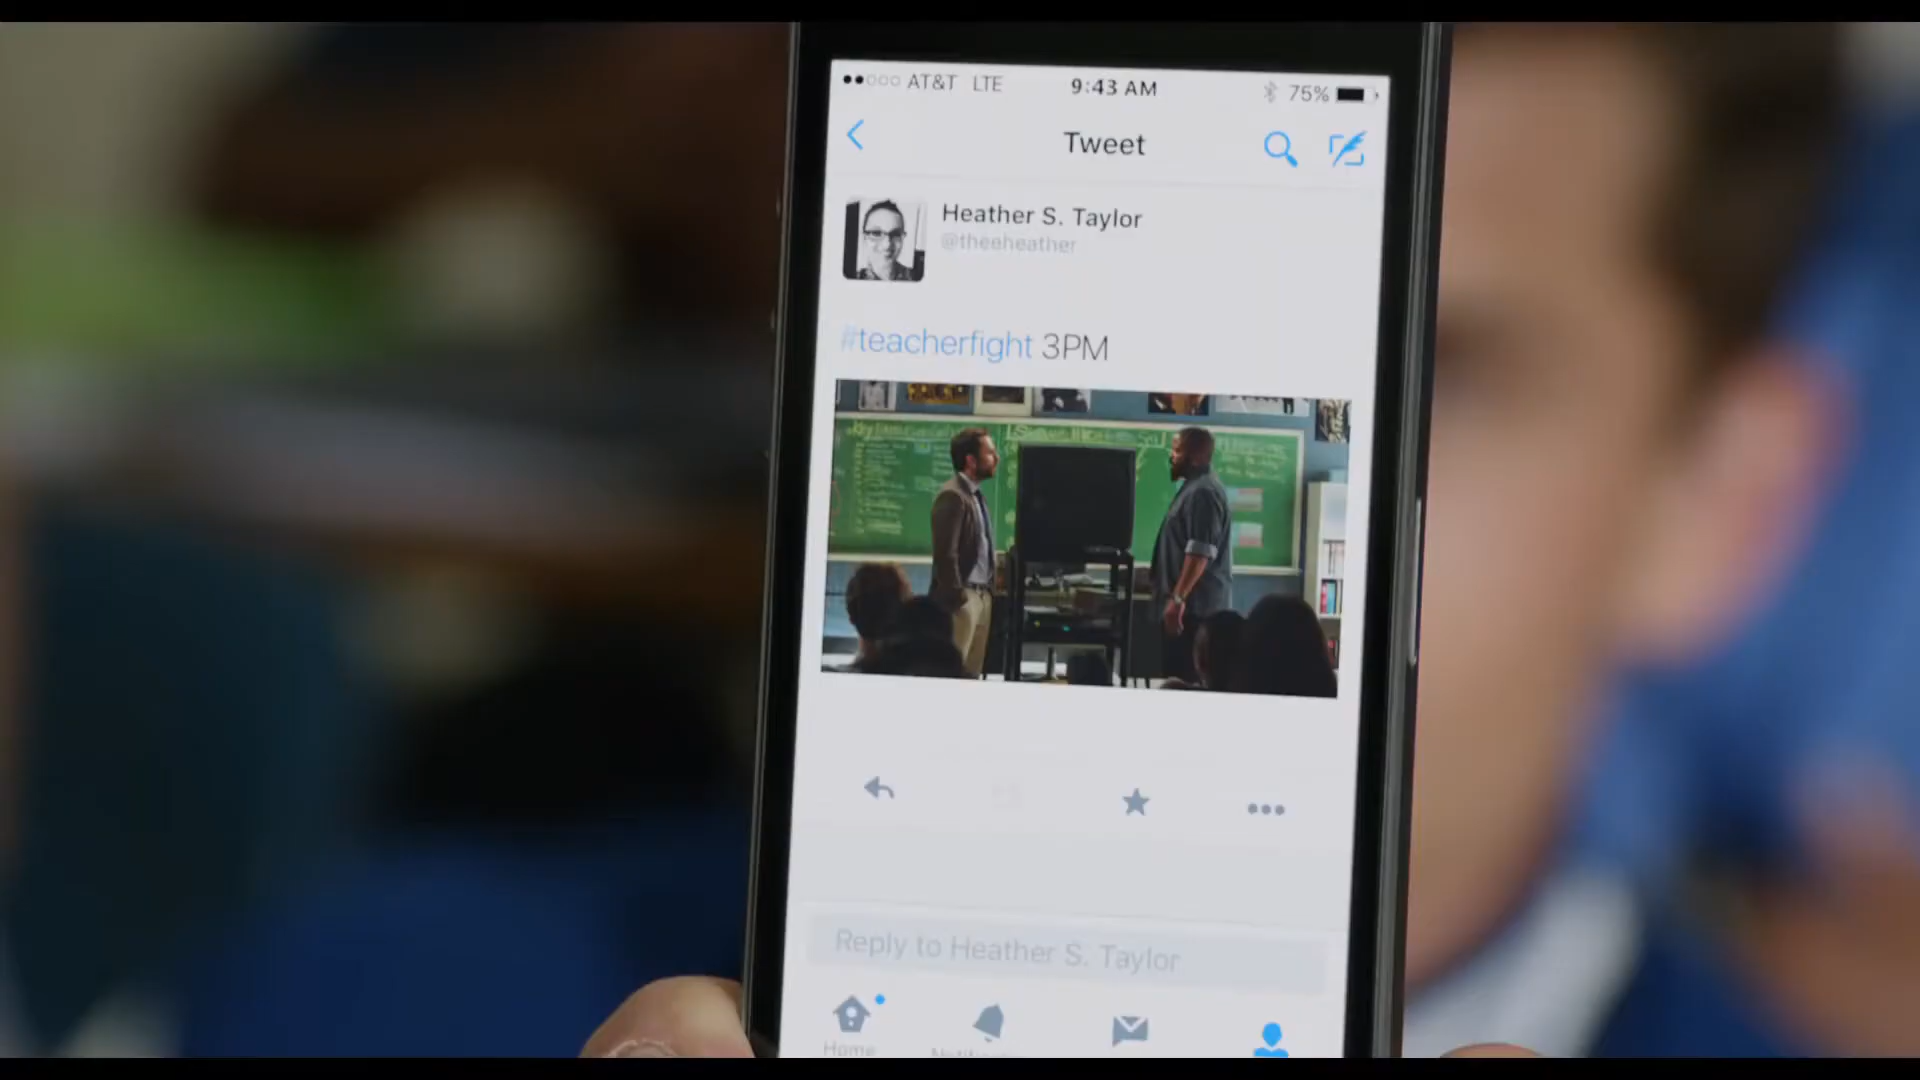 AT&T LTE 9:43 AM 75%
Tweet
Heather S. Taylor
@theeheather
#teacherfight 3PM
Reply to Heather S. Taylor
Home